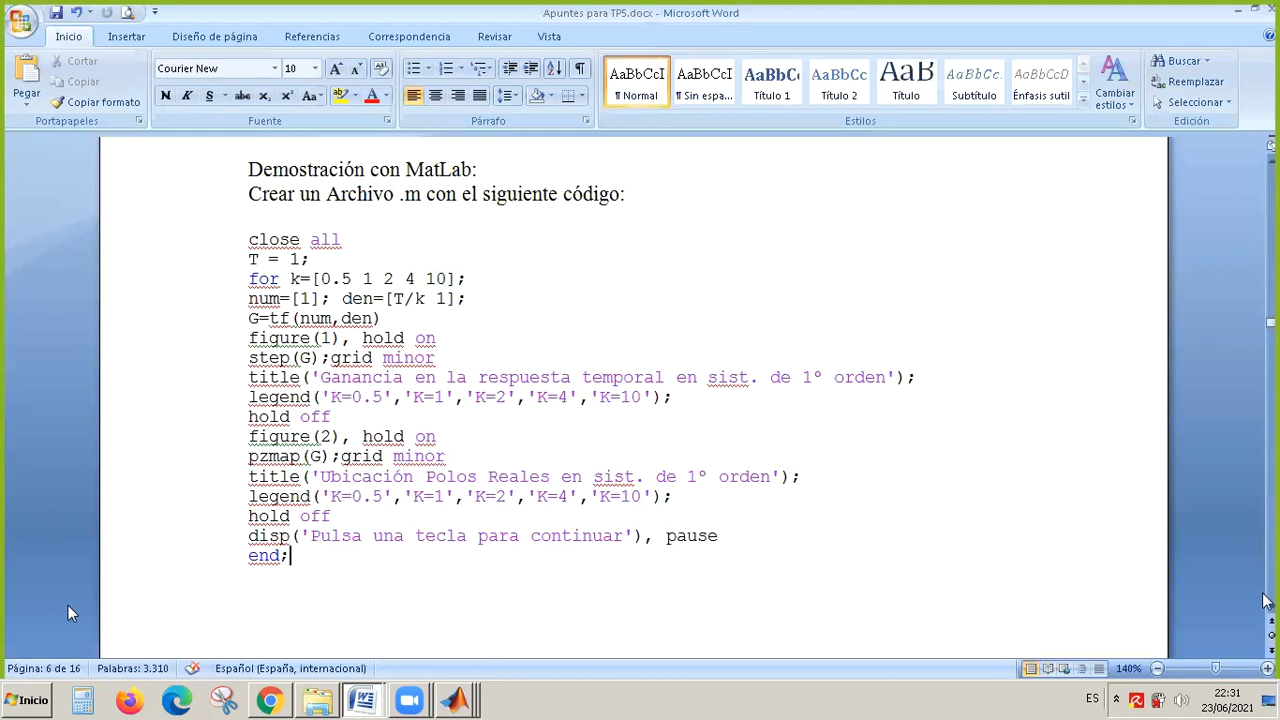 Apuntes para TP5.docx - Microsoft Word
Inicio Insertar Diseño de página Referencias Correspondencia Revisar Vista
Pegar
Cortar
Copiar
Copiar formato
Portapapeles
Courier New 10
N K S abc x₂ x² Aa
Fuente
Párrafo
AaBbCcI AaBbCcI AaBbC AaBbCc AaB AaBbCc. AaBbCcI
¶ Normal ¶ Sin espa... Título 1 Título 2 Título Subtítulo Énfasis sutil
Cambiar estilos
Estilos
Buscar
Reemplazar
Seleccionar
Edición
Demostración con MatLab:
Crear un Archivo .m con el siguiente código:
close all
T = 1;
for k=[0.5 1 2 4 10];
num=[1]; den=[T/k 1];
G=tf(num,den)
figure(1), hold on
step(G);grid minor
title('Ganancia en la respuesta temporal en sist. de 1º orden');
legend('K=0.5','K=1','K=2','K=4','K=10');
hold off
figure(2), hold on
pzmap(G);grid minor
title('Ubicación Polos Reales en sist. de 1º orden');
legend('K=0.5','K=1','K=2','K=4','K=10');
hold off
disp('Pulsa una tecla para continuar'), pause
end;
Página: 6 de 16 Palabras: 3.310 Español (España, internacional) 140%
Inicio ES 22:31
23/06/2021